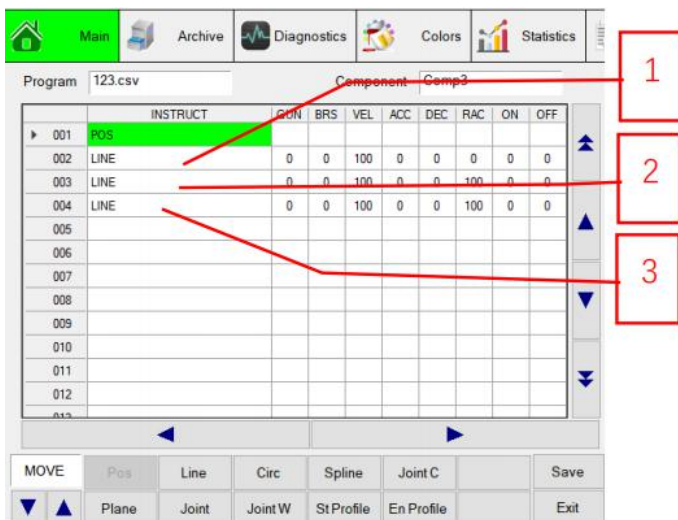 Main Archive Diagnostics Colors Statistics
Program 123.csv Component Comp3
INSTRUCT GUN BRS VEL ACC DEC RAC ON OFF
001 POS
002 LINE 0 0 100 0 0 0 0 0
003 LINE 0 0 100 0 0 100 0 0
004 LINE 0 0 100 0 0 100 0 0
005
006
007
008
009
010
011
012
013
1
2
3
MOVE Pos Line Circ Spline Joint C Save
Plane Joint Joint W St Profile En Profile Exit